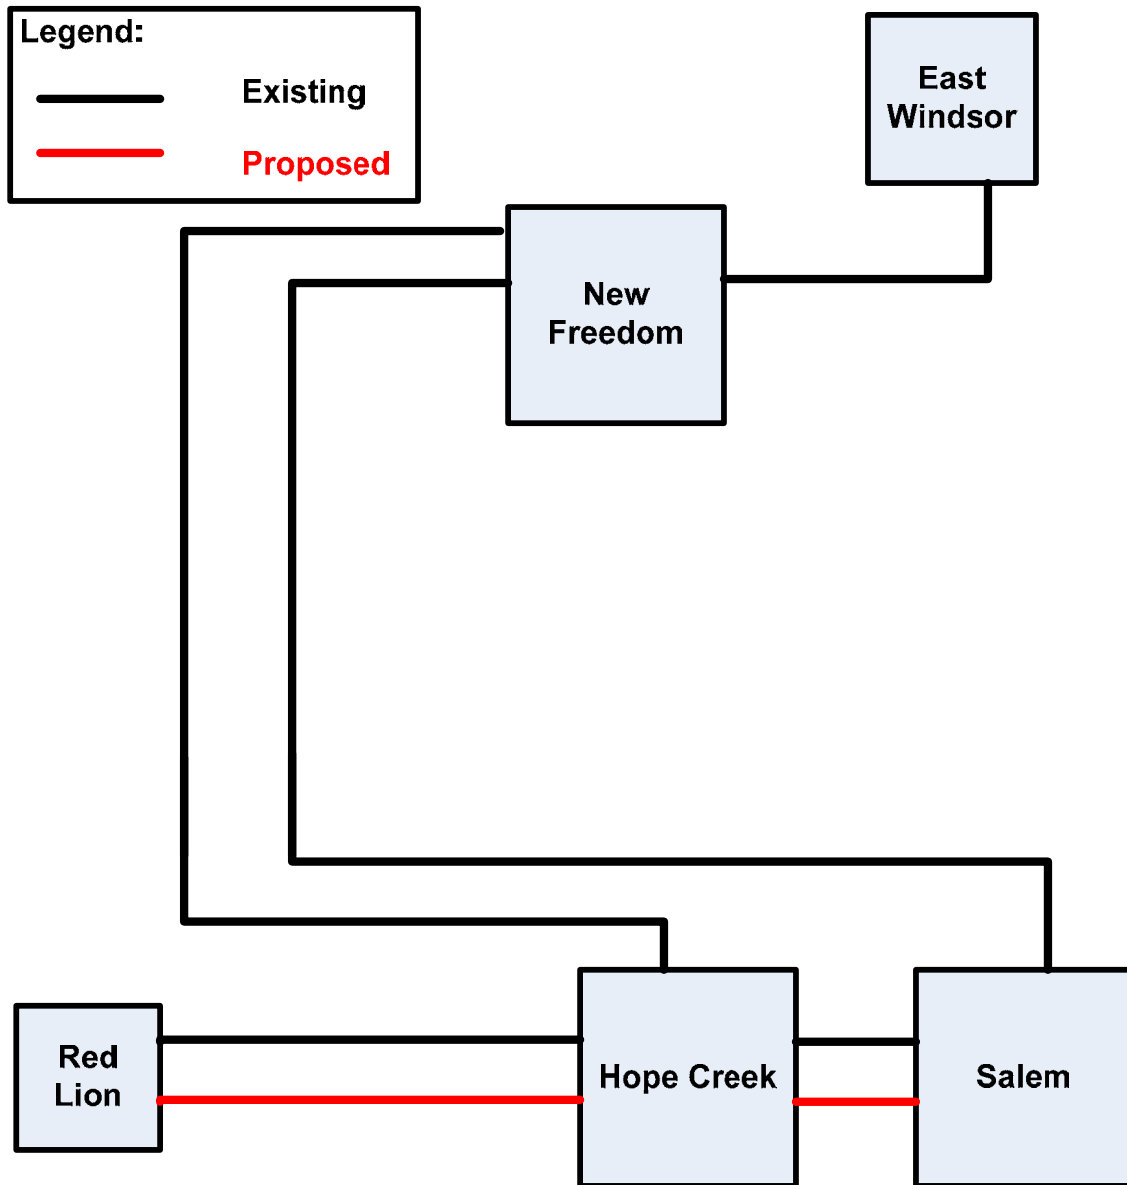 Legend:
Existing
Proposed
East
Windsor
New
Freedom
Red
Lion
Hope Creek
Salem